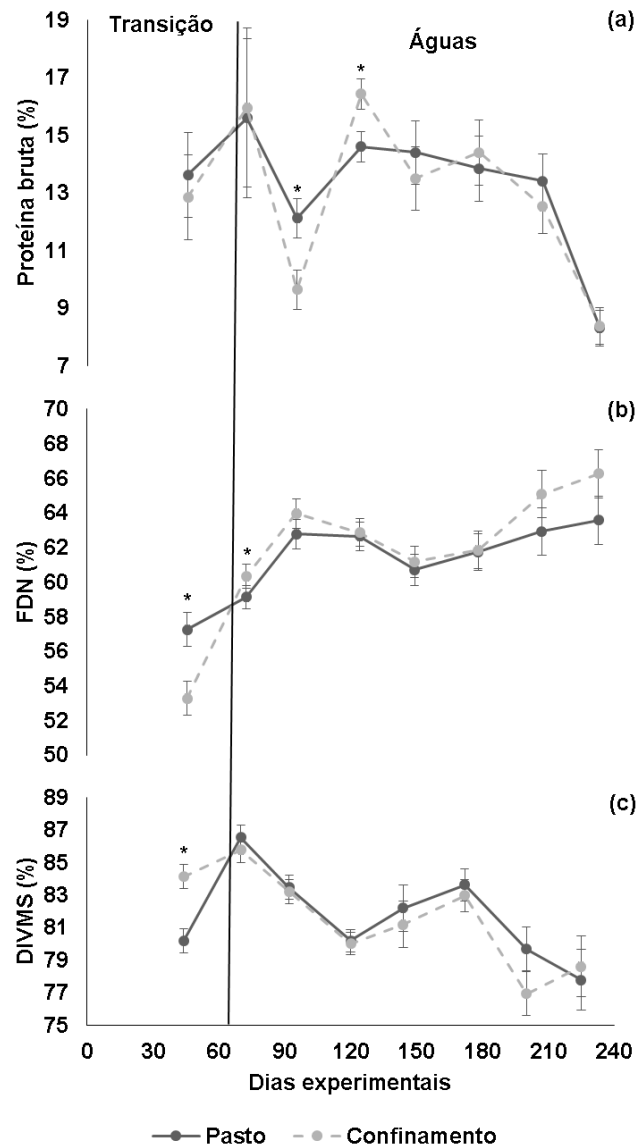 Transição
Águas
(a)
Proteína bruta (%)
19
17
15
13
11
9
7
*
*
(b)
FDN (%)
70
68
66
64
62
60
58
56
54
52
50
*
*
(c)
DIVMS (%)
89
87
85
83
81
79
77
75
*
0 30 60 90 120 150 180 210 240
Dias experimentais
Pasto Confinamento